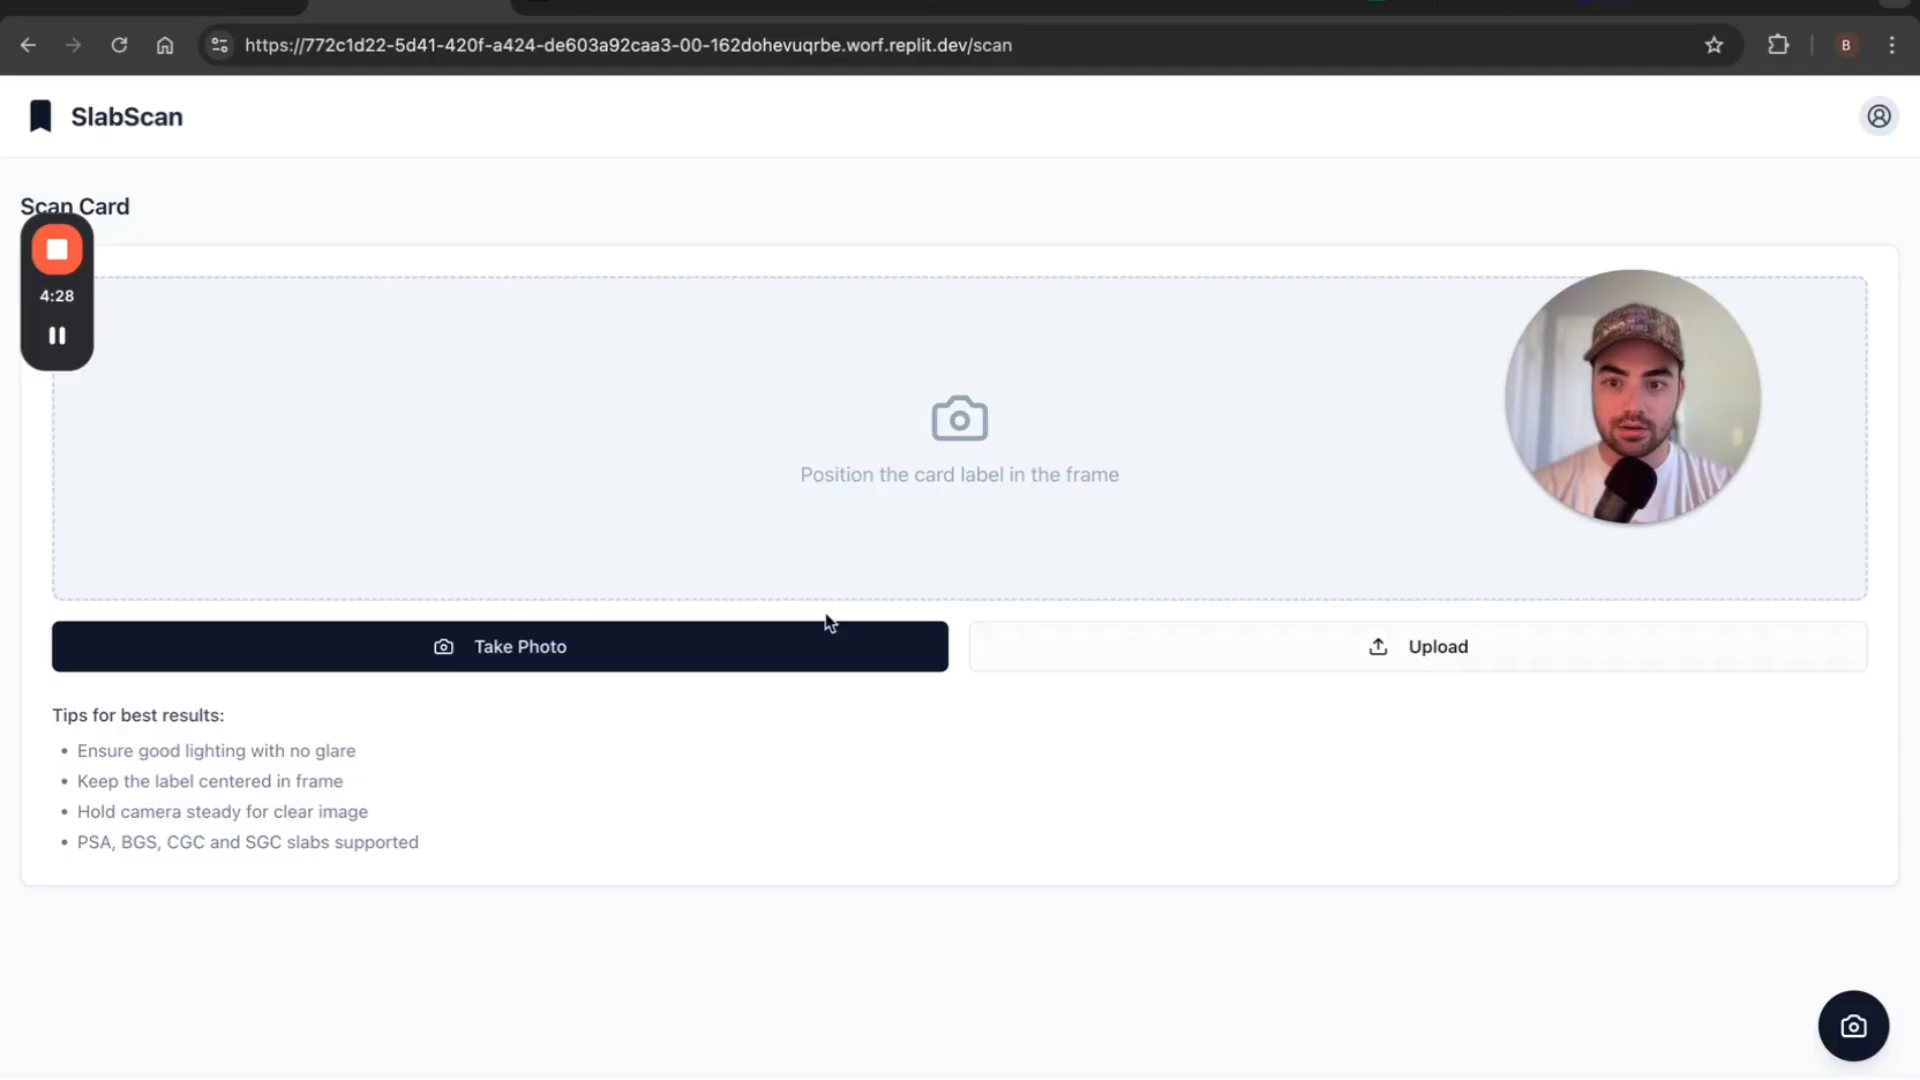 https://772c1d22-5d41-420f-a424-de603a92caa3-00-162dohevuqrbe.worf.replit.dev/scan
B
SlabScan
Scan Card
4:28
Position the card label in the frame
Take Photo
Upload
Tips for best results:
• Ensure good lighting with no glare
• Keep the label centered in frame
• Hold camera steady for clear image
• PSA, BGS, CGC and SGC slabs supported